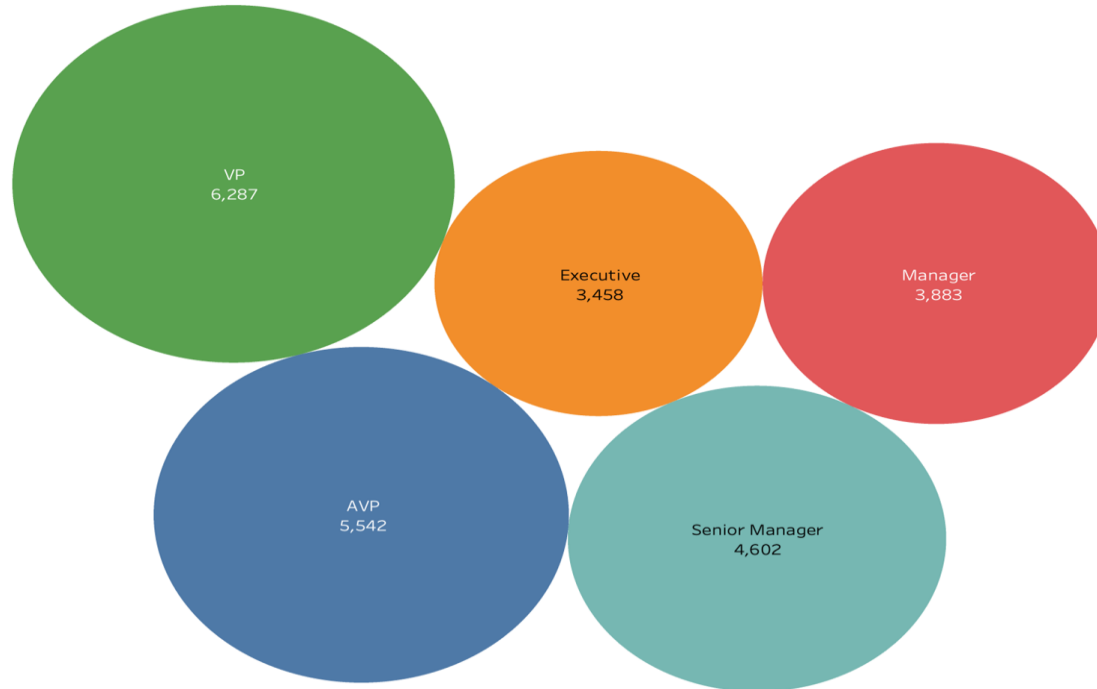 VP
6,287
Executive
3,458
Manager
3,883
AVP
5,542
Senior Manager
4,602